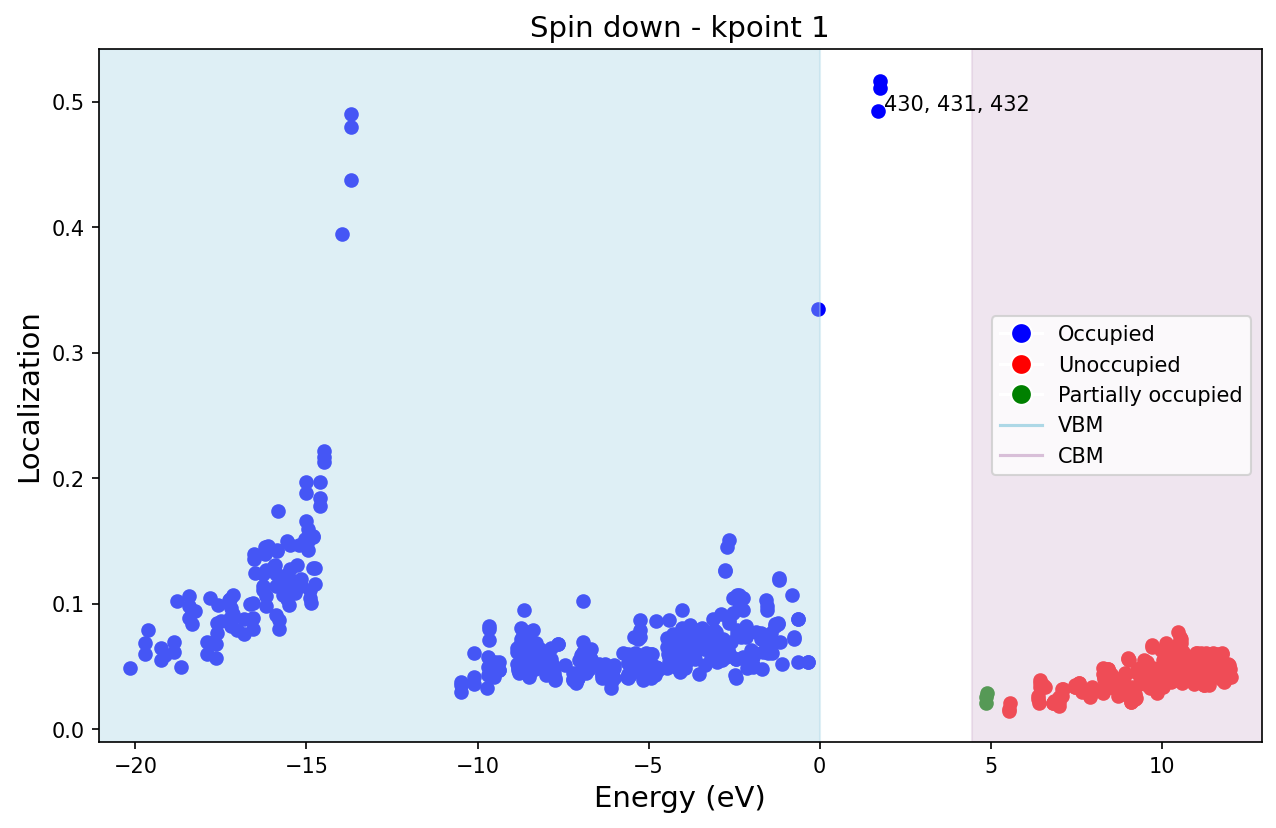 Spin down - kpoint 1
Localization
0.5
0.4
0.3
0.2
0.1
0.0
430, 431, 432
Occupied
Unoccupied
Partially occupied
VBM
CBM
−20
−15
−10
−5
0
5
10
Energy (eV)